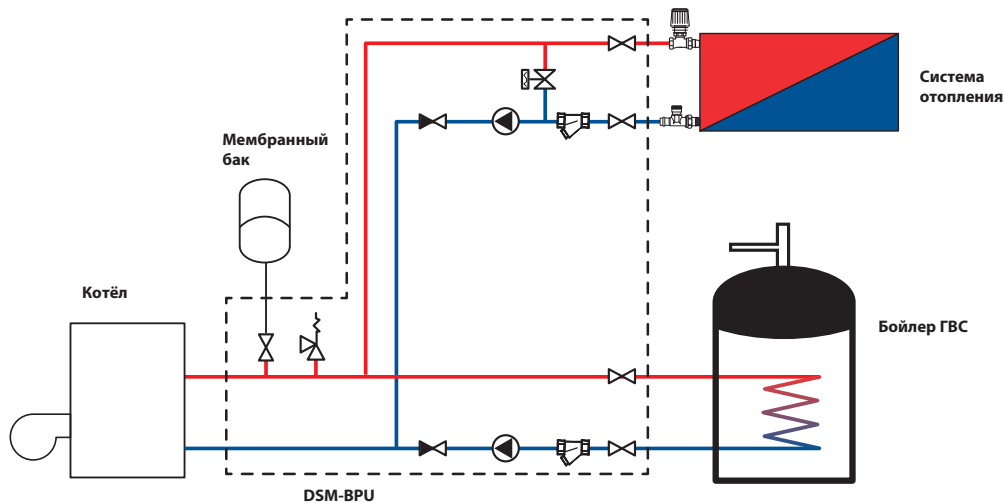 Система
отопления
Мембранный
бак
Котёл
Бойлер ГВС
DSM-BPU